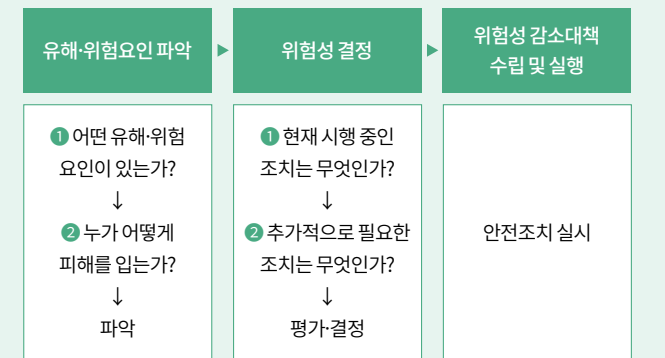 유해·위험요인 파악
▶
위험성 결정
▶
위험성 감소대책
수립 및 실행
❶ 어떤 유해·위험
요인이 있는가?
↓
❷ 누가 어떻게
피해를 입는가?
↓
파악
❶ 현재 시행 중인
조치는 무엇인가?
↓
❷ 추가적으로 필요한
조치는 무엇인가?
↓
평가·결정
안전조치 실시